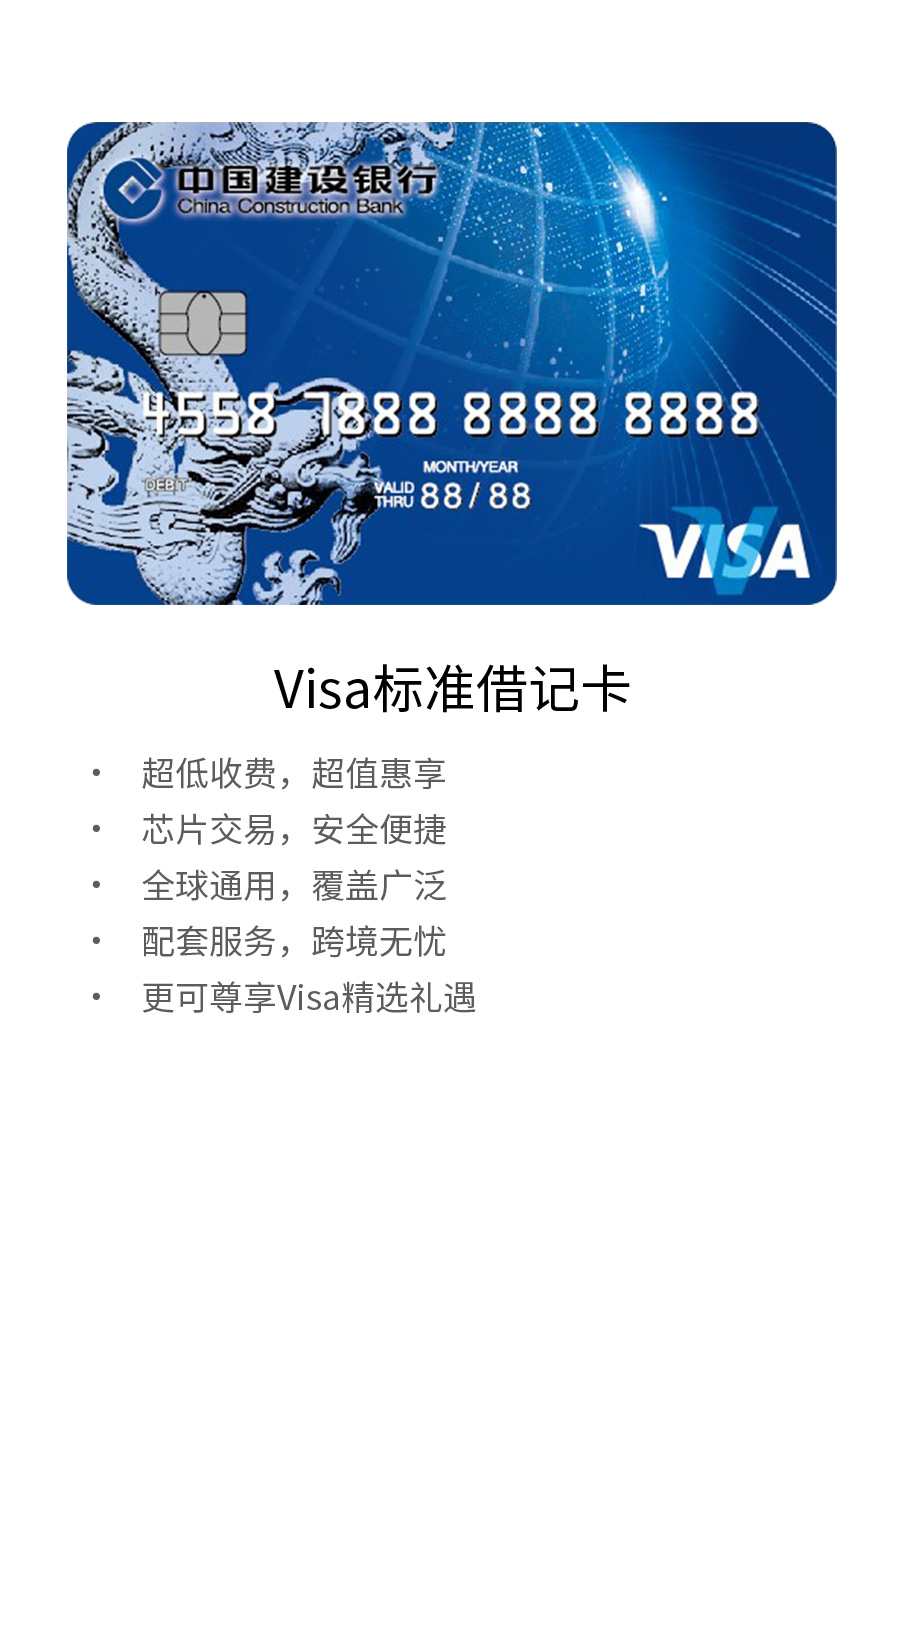 中国建设银行
China Construction Bank
4558 7888 8888 8888
MONTH/YEAR
DEBIT
VALID
THRU 88/88
VISA
Visa标准借记卡
• 超低收费，超值惠享
• 芯片交易，安全便捷
• 全球通用，覆盖广泛
• 配套服务，跨境无忧
• 更可尊享Visa精选礼遇